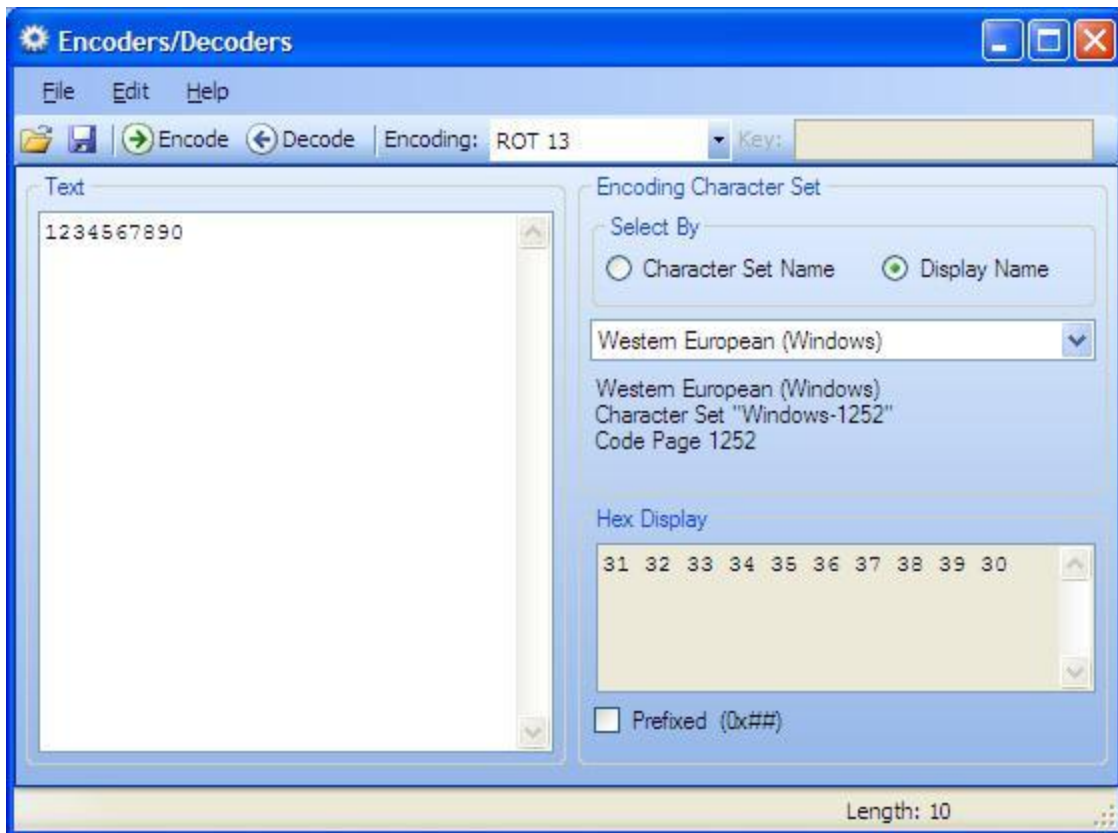 Encoders/Decoders
File Edit Help
Encode Decode Encoding: ROT 13 Key:
Text
1234567890
Encoding Character Set
Select By
Character Set Name Display Name
Western European (Windows)
Western European (Windows)
Character Set "Windows-1252"
Code Page 1252
Hex Display
31 32 33 34 35 36 37 38 39 30
Prefixed (0x##)
Length: 10